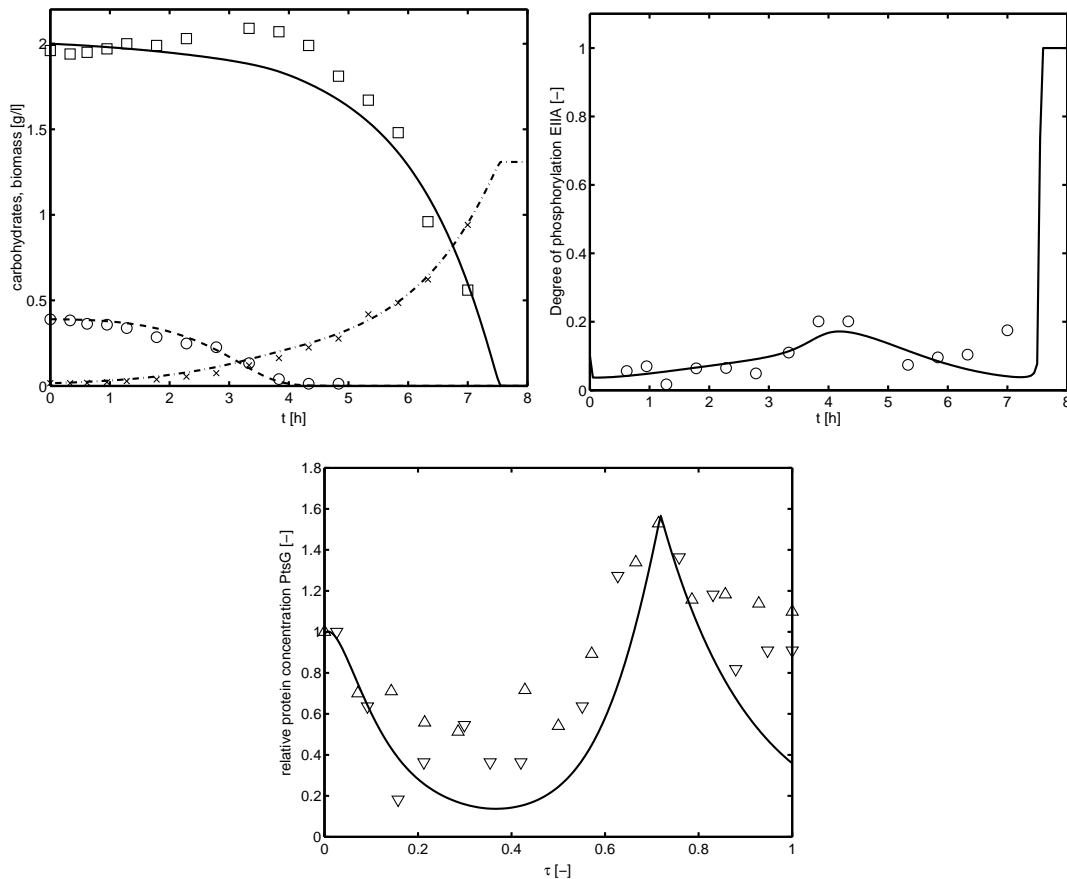 carbohydrates, biomass [g/l]
2
1.5
1
0.5
0
0 1 2 3 4 5 6 7 8
t [h]
Degree of phosphorylation EIIA [−]
1
0.8
0.6
0.4
0.2
0
0 1 2 3 4 5 6 7 8
t [h]
relative protein concentration PtsG [−]
1.8
1.6
1.4
1.2
1
0.8
0.6
0.4
0.2
0
0 0.2 0.4 0.6 0.8 1
τ [−]